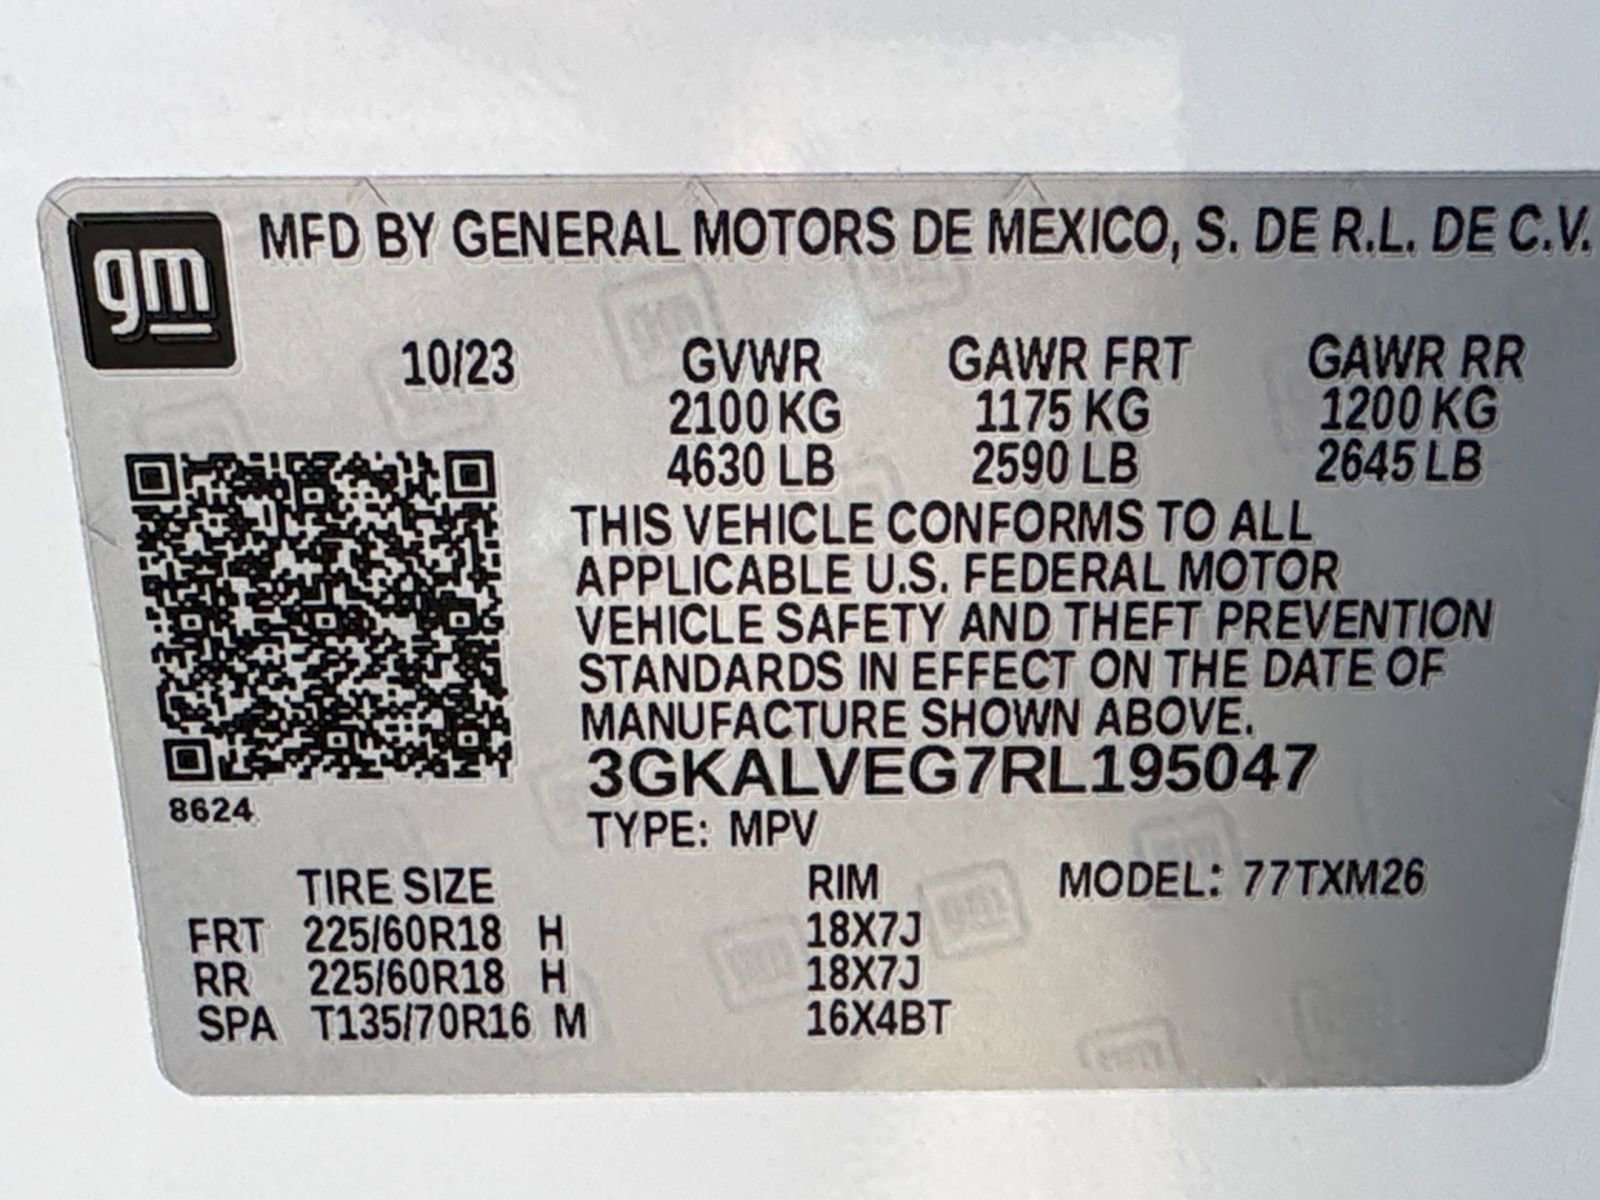 gm
MFD BY GENERAL MOTORS DE MEXICO, S. DE R.L. DE C.V.
10/23 GVWR GAWR FRT GAWR RR
2100 KG 1175 KG 1200 KG
4630 LB 2590 LB 2645 LB
THIS VEHICLE CONFORMS TO ALL
APPLICABLE U.S. FEDERAL MOTOR
VEHICLE SAFETY AND THEFT PREVENTION
STANDARDS IN EFFECT ON THE DATE OF
MANUFACTURE SHOWN ABOVE.
3GKALVEG7RL195047
8624
TYPE: MPV
TIRE SIZE RIM MODEL: 77TXM26
FRT 225/60R18 H 18X7J
RR 225/60R18 H 18X7J
SPA T135/70R16 M 16X4BT